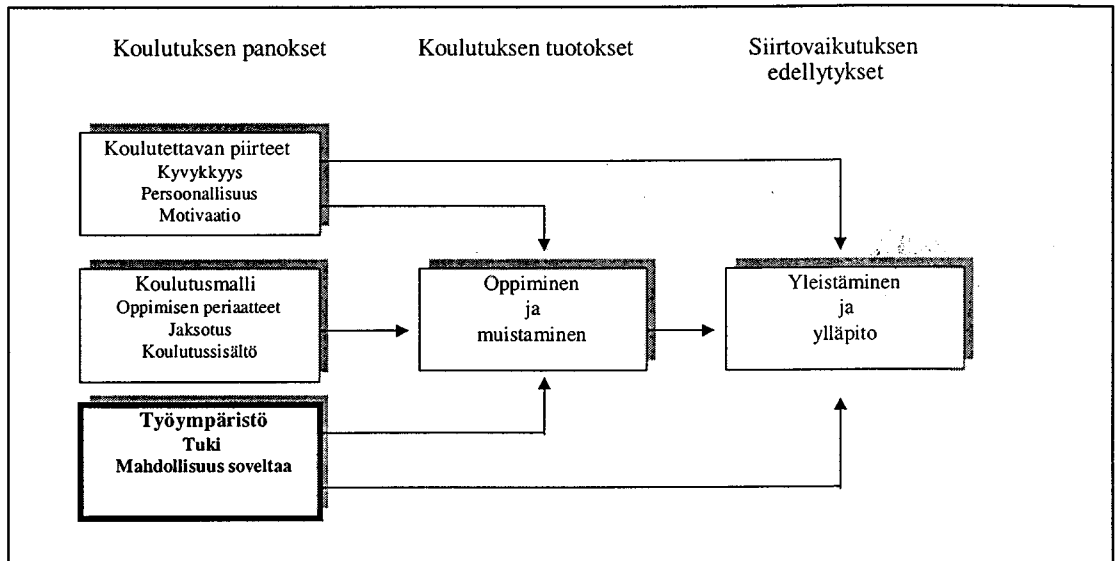 Koulutuksen panokset
Koulutuksen tuotokset
Siirtovaikutuksen
edellytykset
Koulutettavan piirteet
Kyvykkyys
Persoonallisuus
Motivaatio
Koulutusmalli
Oppimisen periaatteet
Jaksotus
Koulutussisältö
Oppiminen
ja
muistaminen
Yleistäminen
ja
ylläpito
Työympäristö
Tuki
Mahdollisuus soveltaa